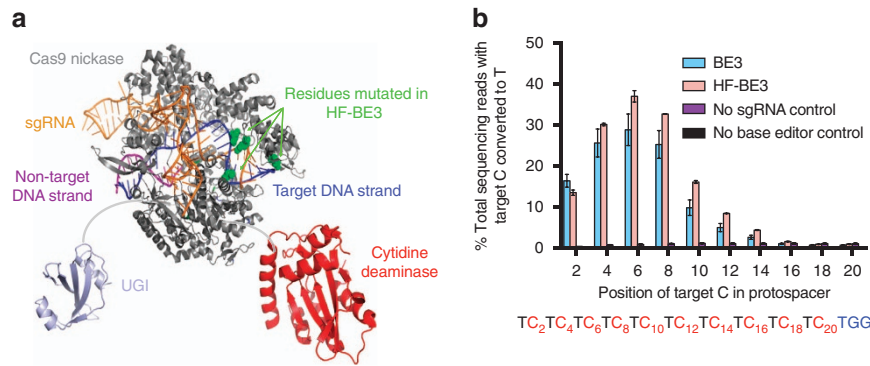 a
Cas9 nickase
sgRNA
Residues mutated in
HF-BE3
Non-target
DNA strand
Target DNA strand
UGI
Cytidine
deaminase
b
% Total sequencing reads with
target C converted to T
50
40
30
20
10
0
BE3
HF-BE3
No sgRNA control
No base editor control
2 4 6 8 10 12 14 16 18 20
Position of target C in protospacer
TC₂TC₄TC₆TC₈TC₁₀TC₁₂TC₁₄TC₁₆TC₁₈TC₂₀TGG